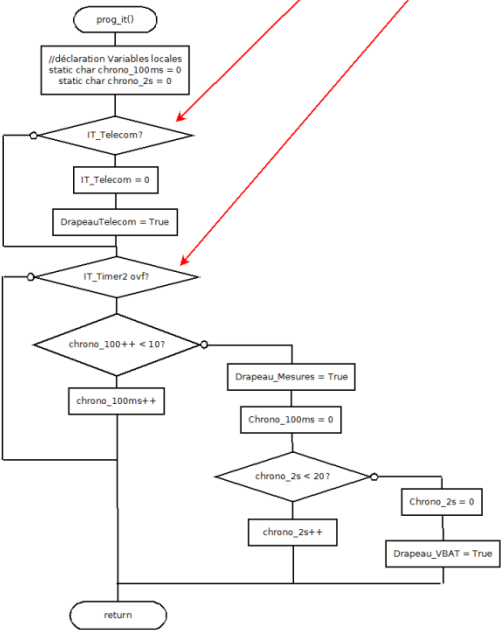 prog_it()
//déclaration Variables locales
static char chrono_100ms = 0
static char chrono_2s = 0
IT_Telecom?
IT_Telecom = 0
DrapeauTelecom = True
IT_Timer2 ovf?
chrono_100++ < 10?
chrono_100ms++
Drapeau_Mesures = True
Chrono_100ms = 0
chrono_2s < 20?
chrono_2s++
Chrono_2s = 0
Drapeau_VBAT = True
return